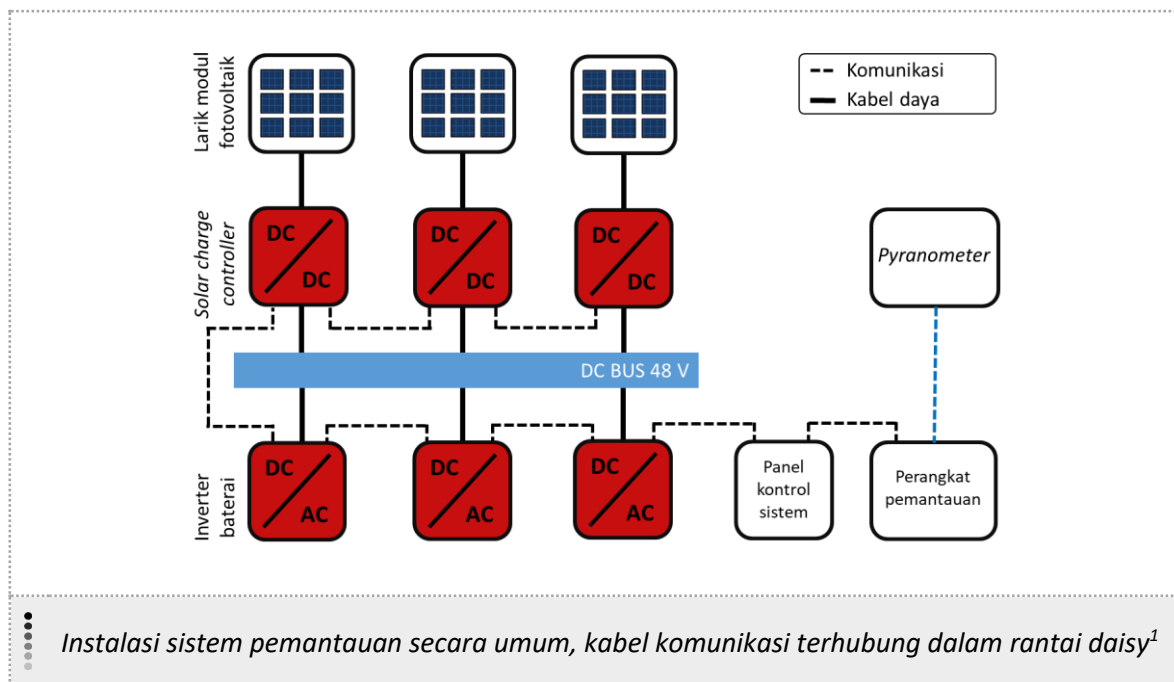 Larik modul
fotovoltaik
Komunikasi
Kabel daya
Solar charge
controller
DC
DC
DC
DC
DC
DC
Pyranometer
DC BUS 48 V
Inverter
baterai
DC
AC
DC
AC
DC
AC
Panel
kontrol
sistem
Perangkat
pemantauan
Instalasi sistem pemantauan secara umum, kabel komunikasi terhubung dalam rantai daisy¹